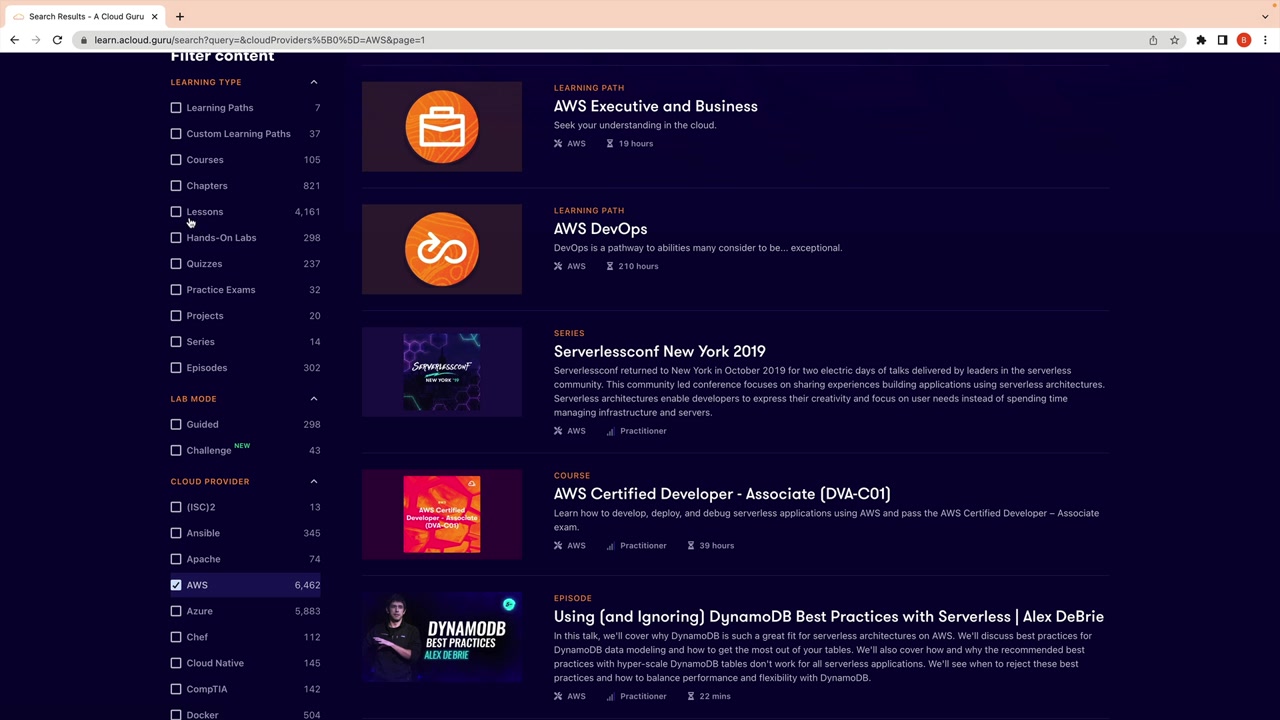 Search Results - A Cloud Guru
learn.acloud.guru/search?query=&cloudProviders%5B0%5D=AWS&page=1
B
Filter content
LEARNING TYPE
Learning Paths 7
Custom Learning Paths 37
Courses 105
Chapters 821
Lessons 4,161
Hands-On Labs 298
Quizzes 237
Practice Exams 32
Projects 20
Series 14
Episodes 302
LAB MODE
Guided 298
Challenge NEW 43
CLOUD PROVIDER
(ISC)2 13
Ansible 345
Apache 74
AWS 6,462
Azure 5,883
Chef 112
Cloud Native 145
CompTIA 142
Docker 504
LEARNING PATH
AWS Executive and Business
Seek your understanding in the cloud.
AWS 19 hours
LEARNING PATH
AWS DevOps
DevOps is a pathway to abilities many consider to be... exceptional.
AWS 210 hours
SERVERLESSCONF
NEW YORK '19
SERIES
Serverlessconf New York 2019
Serverlessconf returned to New York in October 2019 for two electric days of talks delivered by leaders in the serverless
community. This community led conference focuses on sharing experiences building applications using serverless architectures.
Serverless architectures enable developers to express their creativity and focus on user needs instead of spending time
managing infrastructure and servers.
AWS Practitioner
AWS Certified
Developer - Associate
(DVA-C01)
COURSE
AWS Certified Developer - Associate (DVA-C01)
Learn how to develop, deploy, and debug serverless applications using AWS and pass the AWS Certified Developer – Associate
exam.
AWS Practitioner 39 hours
DYNAMODB
BEST PRACTICES
ALEX DEBRIE
EPISODE
Using (and Ignoring) DynamoDB Best Practices with Serverless | Alex DeBrie
In this talk, we'll cover why DynamoDB is such a great fit for serverless architectures on AWS. We'll discuss best practices for
DynamoDB data modeling and how to get the most out of your tables. We'll also cover how and why the recommended best
practices with hyper-scale DynamoDB tables don't work for all serverless applications. We'll see when to reject these best
practices and how to balance performance and flexibility with DynamoDB.
AWS Practitioner 22 mins